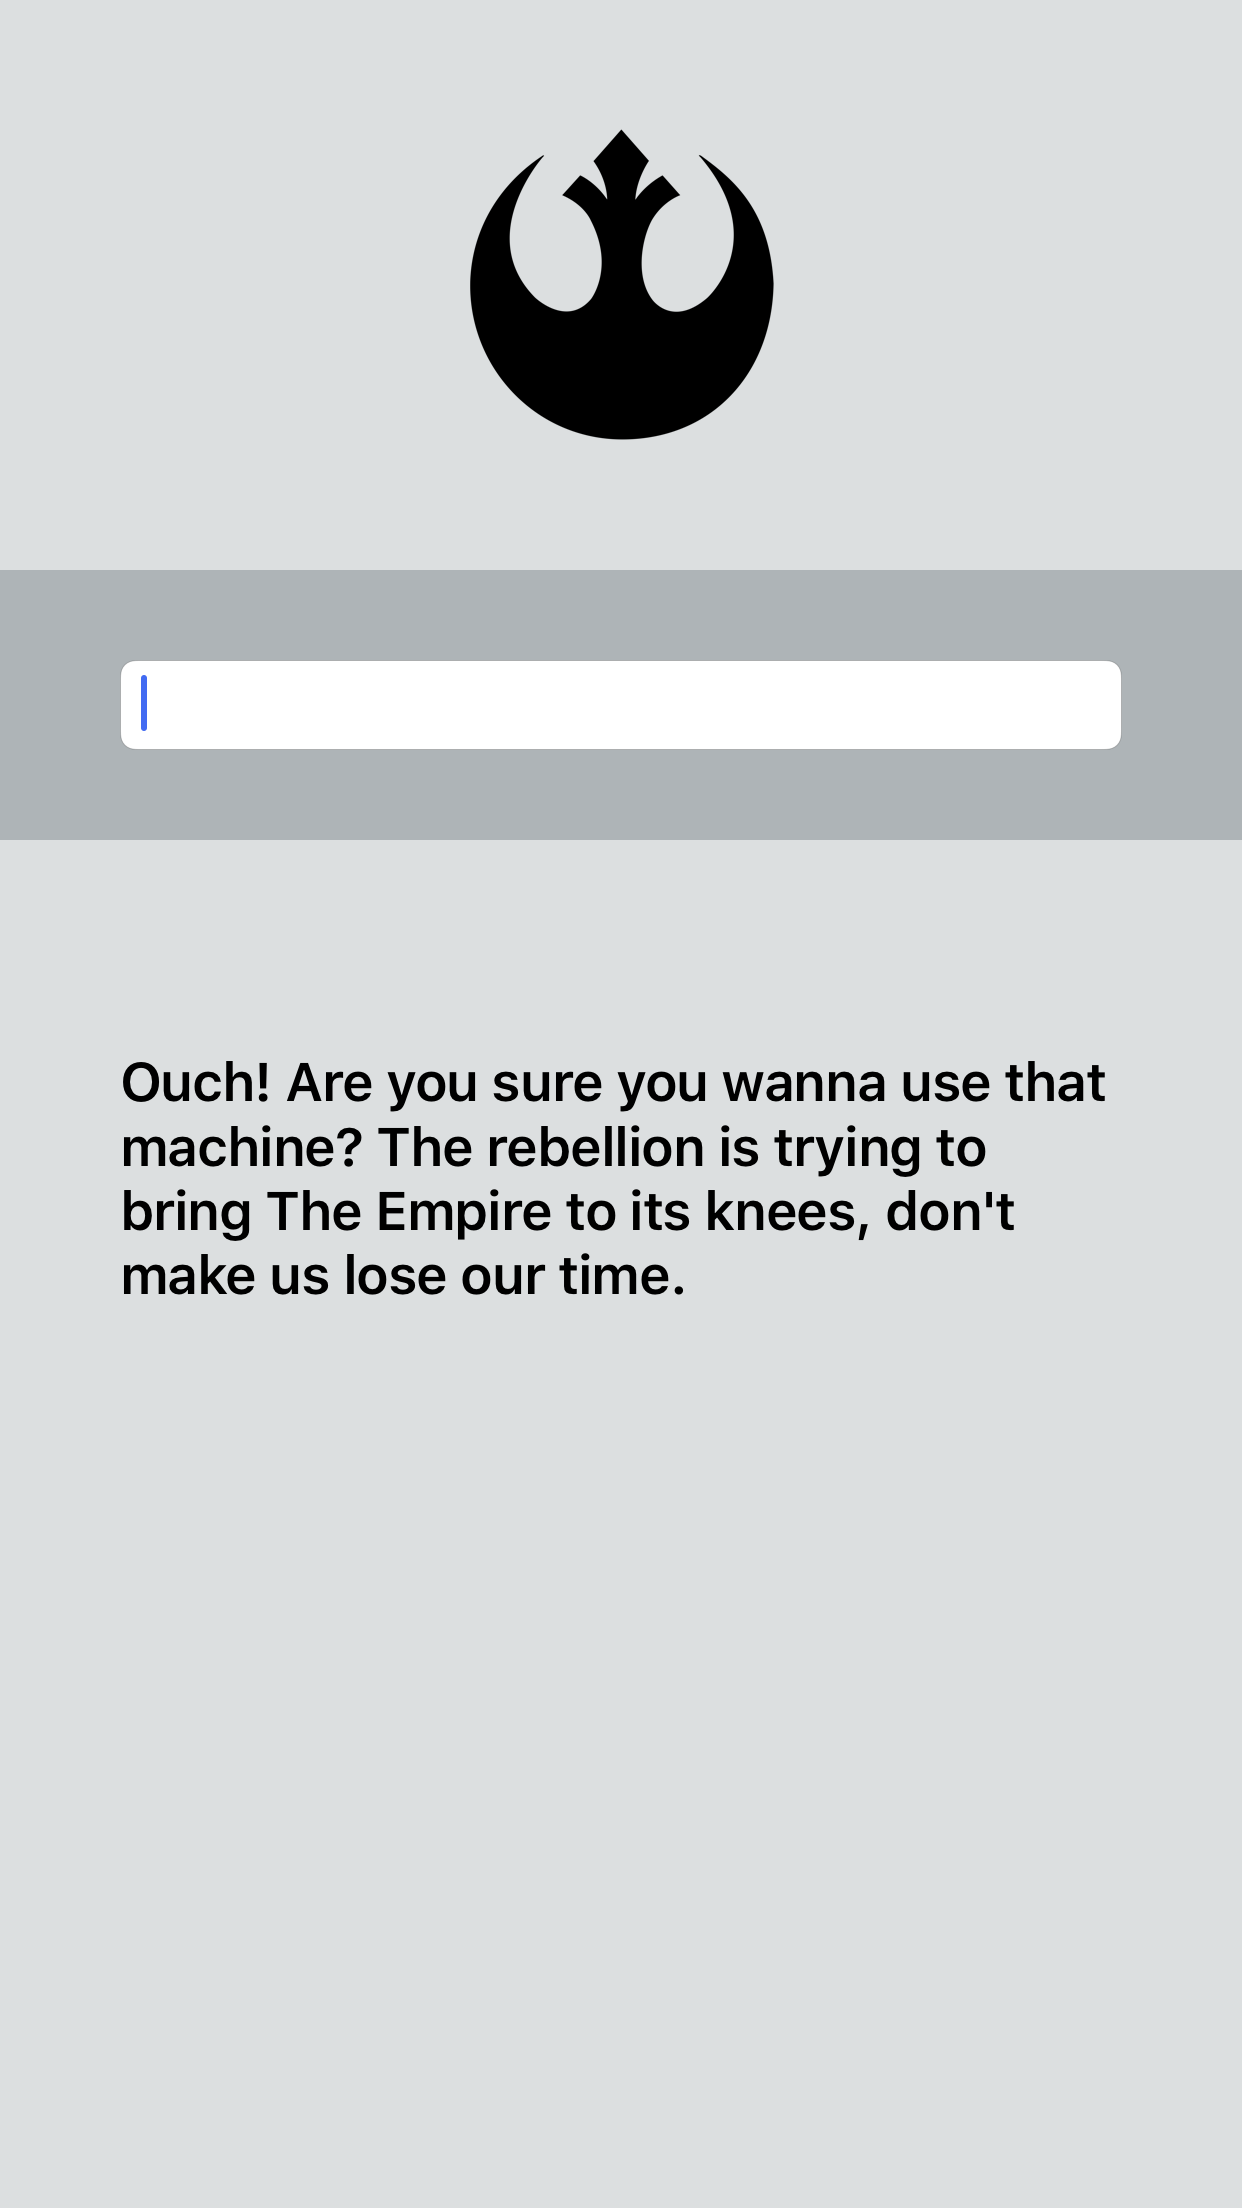 Ouch! Are you sure you wanna use that
machine? The rebellion is trying to
bring The Empire to its knees, don't
make us lose our time.